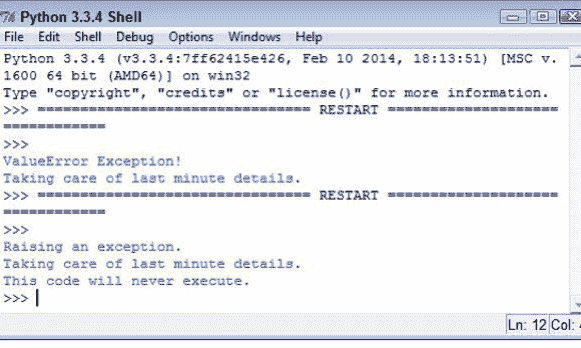 Python 3.3.4 Shell
File Edit Shell Debug Options Windows Help
Python 3.3.4 (v3.3.4:7ff62415e426, Feb 10 2014, 18:13:51) [MSC v.
1600 64 bit (AMD64)] on win32
Type "copyright", "credits" or "license()" for more information.
>>> ================================ RESTART ====================
============
>>>
ValueError Exception!
Taking care of last minute details.
>>> ================================ RESTART ====================
============
>>>
Raising an exception.
Taking care of last minute details.
This code will never execute.
>>>
Ln: 12 Col: 4